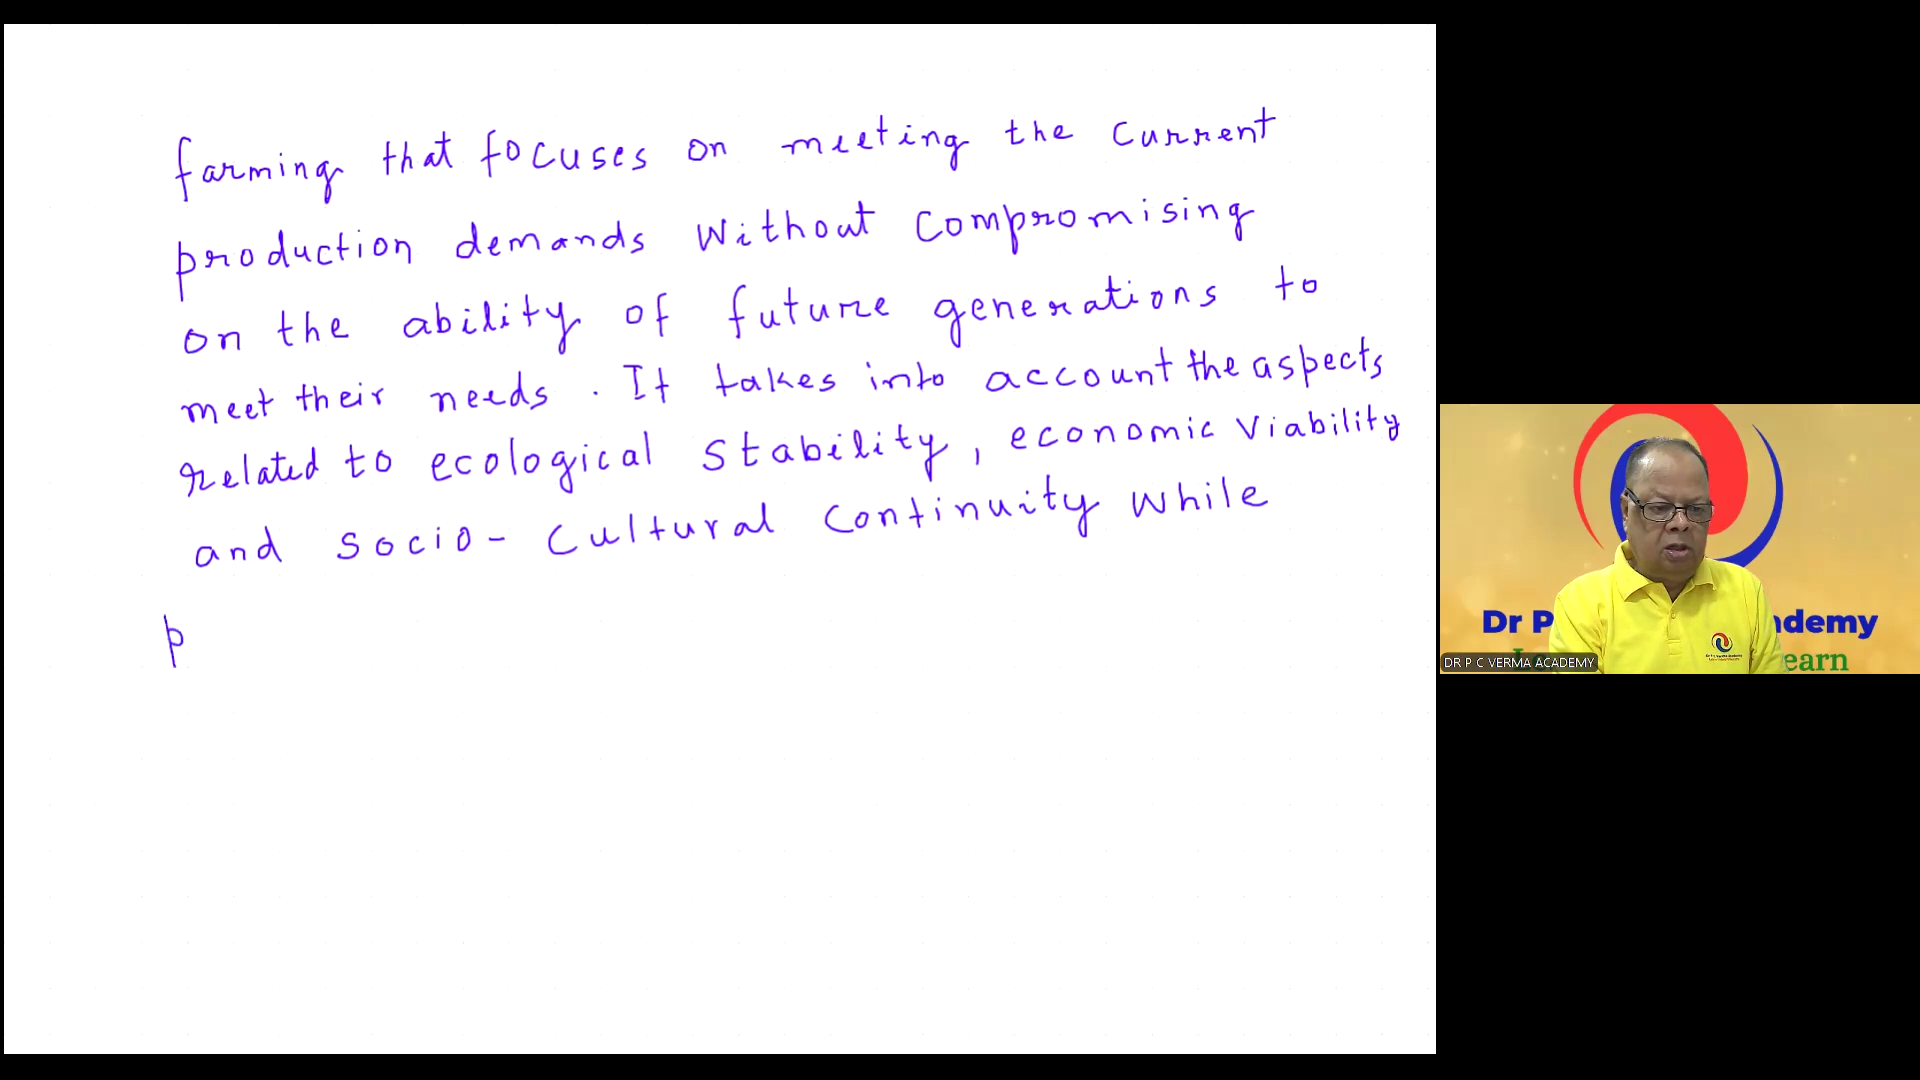 farming that focuses on meeting the current
production demands without compromising
on the ability of future generations to
meet their needs. It takes into account the aspects
related to ecological stability, economic viability
and socio-cultural continuity while
p
Dr P ademy
earn
DR P C VERMA ACADEMY